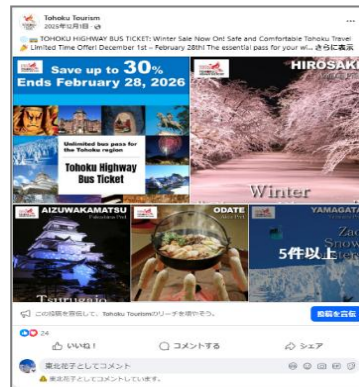 Tohoku Tourism
2025年12月1日
TOHOKU HIGHWAY BUS TICKET: Winter Sale Now On! Safe and Comfortable Tohoku Travel
Limited Time Offer! December 1st – February 28th! The essential pass for your wi... さらに表示
Save up to 30%
Ends February 28, 2026
Unlimited bus pass for
the Tohoku region
Tohoku Highway
Bus Ticket
HIROSAKI
Winter
AIZUWAKAMATSU
Fukushima Pref.
Tsurugajo
ODATE
Akita Pref.
YAMAGATA
Zao
Snow
5件以上
この投稿を宣伝して、Tohoku Tourismのリーチを増やそう。
投稿を宣伝
24
いいね！
コメントする
シェア
東北花子としてコメント
東北花子としてコメントしています。